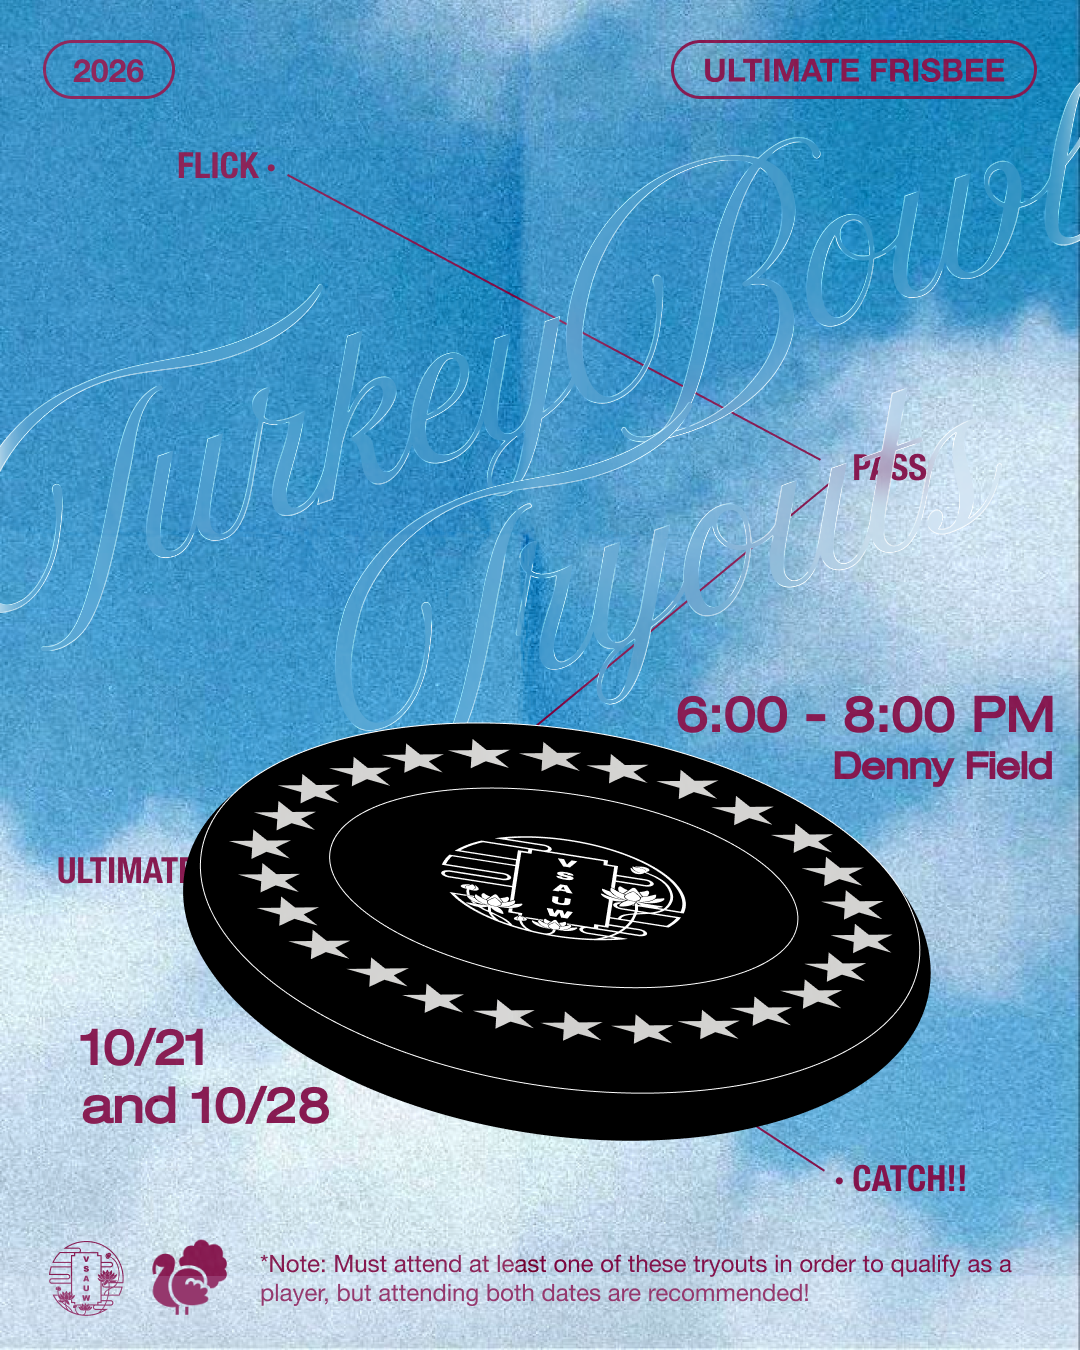 2026
ULTIMATE FRISBEE
FLICK •
Turkey Bowl
PASS
Tryouts
6:00 - 8:00 PM
Denny Field
ULTIMATE
VSAUW
10/21
and 10/28
• CATCH!!
VSAUW
*Note: Must attend at least one of these tryouts in order to qualify as a
player, but attending both dates are recommended!